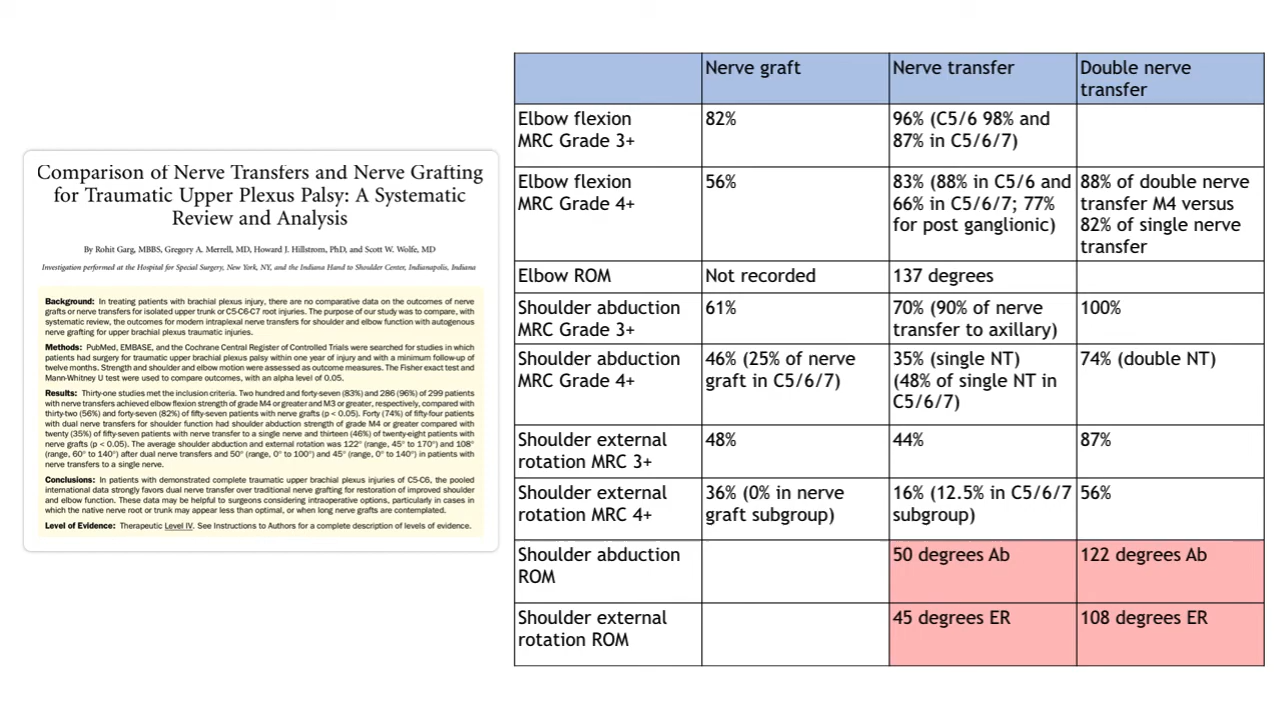 Comparison of Nerve Transfers and Nerve Grafting
for Traumatic Upper Plexus Palsy: A Systematic
Review and Analysis
By Rohit Garg, MBBS, Gregory A. Merrell, MD, Howard J. Hillstrom, PhD, and Scott W. Wolfe, MD
Investigation performed at the Hospital for Special Surgery, New York, NY, and the Indiana Hand to Shoulder Center, Indianapolis, Indiana
Background: In treating patients with brachial plexus injury, there are no comparative data on the outcomes of nerve
grafts or nerve transfers for isolated upper trunk or C5-C6-C7 root injuries. The purpose of our study was to compare, with
systematic review, the outcomes for modern intraplexal nerve transfers for shoulder and elbow function with autogenous
nerve grafting for upper brachial plexus traumatic injuries.
Methods: PubMed, EMBASE, and the Cochrane Central Register of Controlled Trials were searched for studies in which
patients had surgery for traumatic upper brachial plexus palsy within one year of injury and with a minimum follow-up of
twelve months. Strength and shoulder and elbow motion were assessed as outcome measures. The Fisher exact test and
Mann-Whitney U test were used to compare outcomes, with an alpha level of 0.05.
Results: Thirty-one studies met the inclusion criteria. Two hundred and forty-seven (83%) and 286 (96%) of 299 patients
with nerve transfers achieved elbow flexion strength of grade M4 or greater and M3 or greater, respectively, compared with
thirty-two (56%) and forty-seven (82%) of fifty-seven patients with nerve grafts (p < 0.05). Forty (74%) of fifty-four patients
with dual nerve transfers for shoulder function had shoulder abduction strength of grade M4 or greater compared with
twenty (35%) of fifty-seven patients with nerve transfer to a single nerve and thirteen (46%) of twenty-eight patients with
nerve grafts (p < 0.05). The average shoulder abduction and external rotation was 122° (range, 45° to 170°) and 108°
(range, 60° to 140°) after dual nerve transfers and 50° (range, 0° to 100°) and 45° (range, 0° to 140°) in patients with
nerve transfers to a single nerve.
Conclusions: In patients with demonstrated complete traumatic upper brachial plexus injuries of C5-C6, the pooled
international data strongly favors dual nerve transfer over traditional nerve grafting for restoration of improved shoulder
and elbow function. These data may be helpful to surgeons considering intraoperative options, particularly in cases in
which the native nerve root or trunk may appear less than optimal, or when long nerve grafts are contemplated.
Level of Evidence: Therapeutic Level IV. See Instructions to Authors for a complete description of levels of evidence.
Nerve graft
Nerve transfer
Double nerve
transfer
Elbow flexion
MRC Grade 3+
82%
96% (C5/6 98% and
87% in C5/6/7)
Elbow flexion
MRC Grade 4+
56%
83% (88% in C5/6 and
66% in C5/6/7; 77%
for post ganglionic)
88% of double nerve
transfer M4 versus
82% of single nerve
transfer
Elbow ROM
Not recorded
137 degrees
Shoulder abduction
MRC Grade 3+
61%
70% (90% of nerve
transfer to axillary)
100%
Shoulder abduction
MRC Grade 4+
46% (25% of nerve
graft in C5/6/7)
35% (single NT)
(48% of single NT in
C5/6/7)
74% (double NT)
Shoulder external
rotation MRC 3+
48%
44%
87%
Shoulder external
rotation MRC 4+
36% (0% in nerve
graft subgroup)
16% (12.5% in C5/6/7
subgroup)
56%
Shoulder abduction
ROM
50 degrees Ab
122 degrees Ab
Shoulder external
rotation ROM
45 degrees ER
108 degrees ER